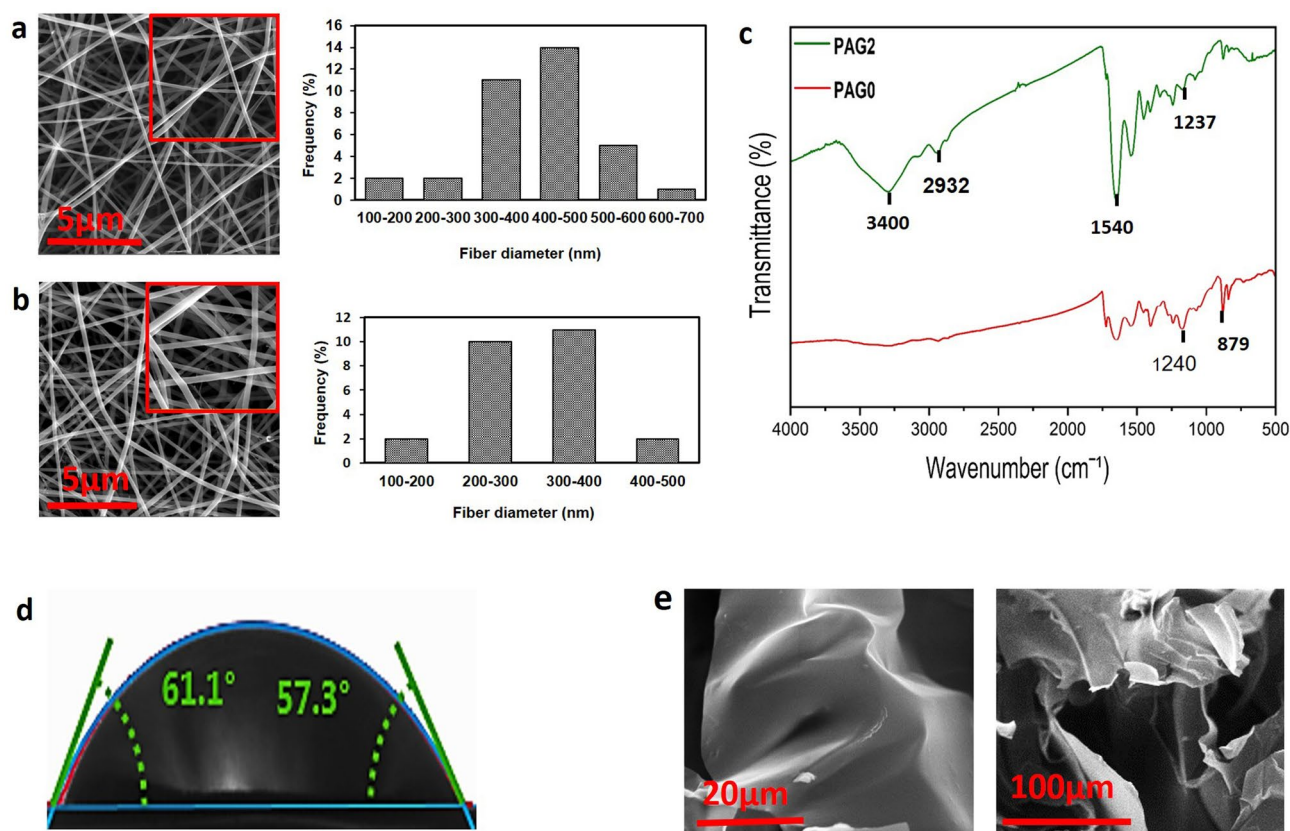 a
5μm
Frequency (%)
16
14
12
10
8
6
4
2
0
100-200 200-300 300-400 400-500 500-600 600-700
Fiber diameter (nm)
b
5μm
Frequency (%)
12
10
8
6
4
2
0
100-200 200-300 300-400 400-500
Fiber diameter (nm)
c
PAG2
PAG0
Transmittance (%)
3400
2932
1540
1237
1240
879
4000 3500 3000 2500 2000 1500 1000 500
Wavenumber (cm⁻¹)
d
61.1°
57.3°
e
20μm
100μm